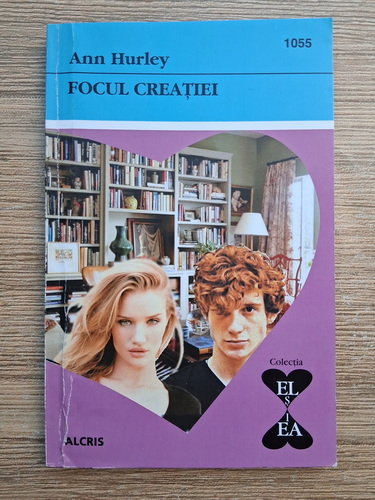 1055
Ann Hurley
FOCUL CREAȚIEI
Colecția
EL
ȘI
EA
ALCRIS